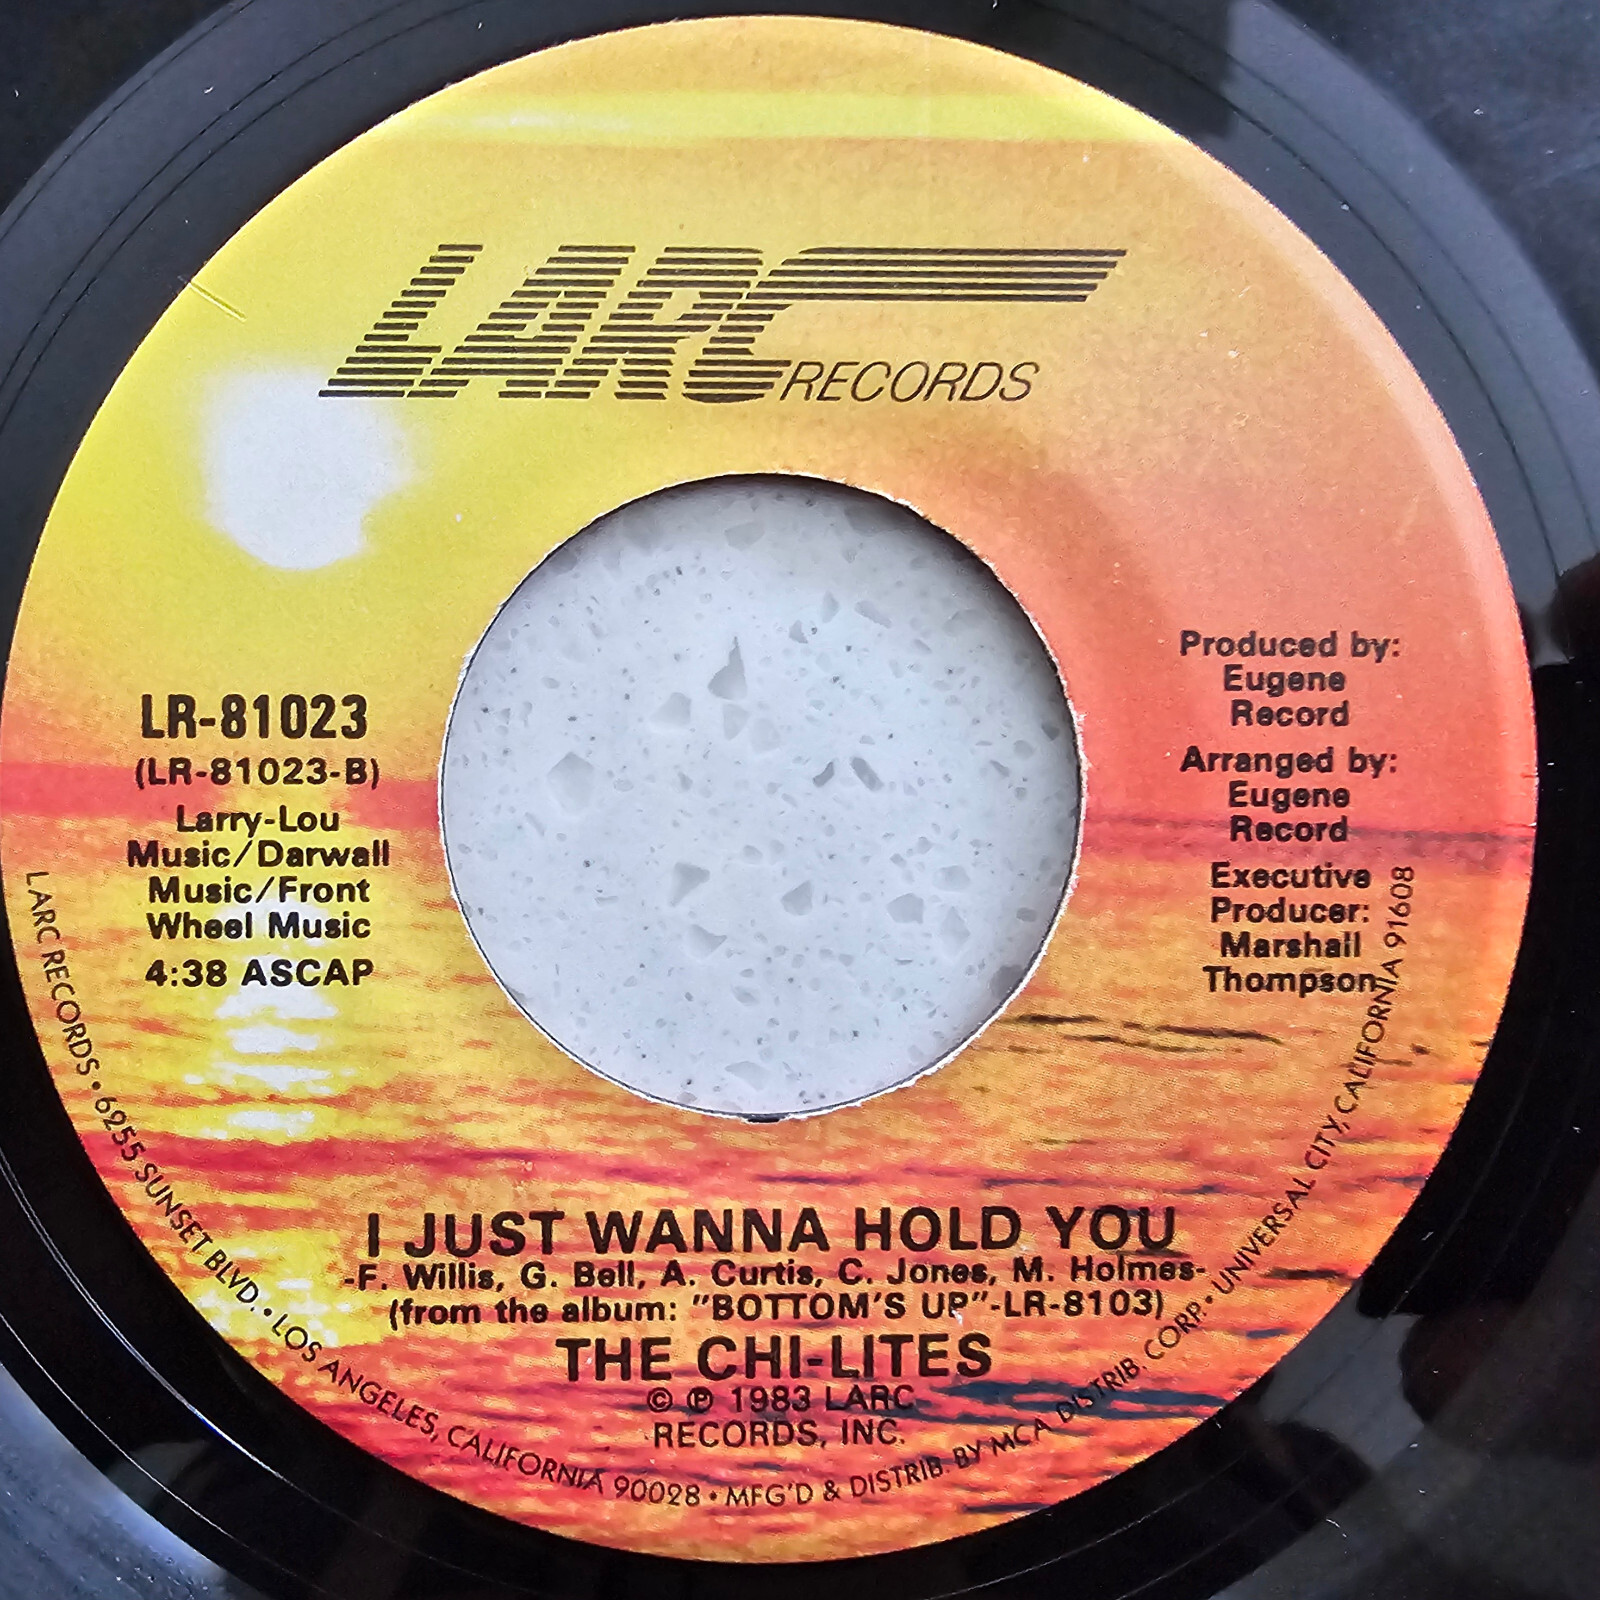 LARC RECORDS
LR-81023
(LR-81023-B)
Larry-Lou
Music/Darwall
Music/Front
Wheel Music
4:38 ASCAP
Produced by:
Eugene
Record
Arranged by:
Eugene
Record
Executive
Producer:
Marshall
Thompson
I JUST WANNA HOLD YOU
-F. Willis, G. Bell, A. Curtis, C. Jones, M. Holmes-
(from the album: "BOTTOM'S UP"-LR-8103)
THE CHI-LITES
© ℗ 1983 LARC
RECORDS, INC.
LARC RECORDS • 6255 SUNSET BLVD. • LOS ANGELES, CALIFORNIA 90028 • MFG'D & DISTRIB. BY MCA DISTRIB. CORP. • UNIVERSAL CITY, CALIFORNIA 91608